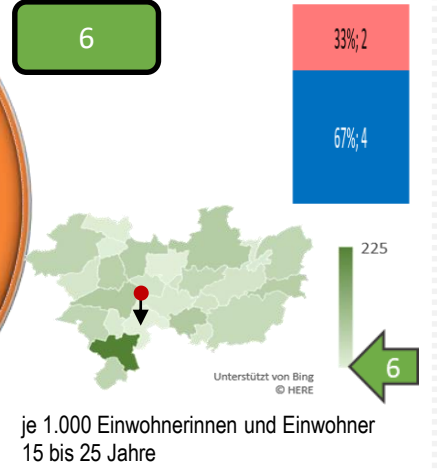 6
33%; 2
67%; 4
225
6
Unterstützt von Bing
© HERE
je 1.000 Einwohnerinnen und Einwohner
15 bis 25 Jahre